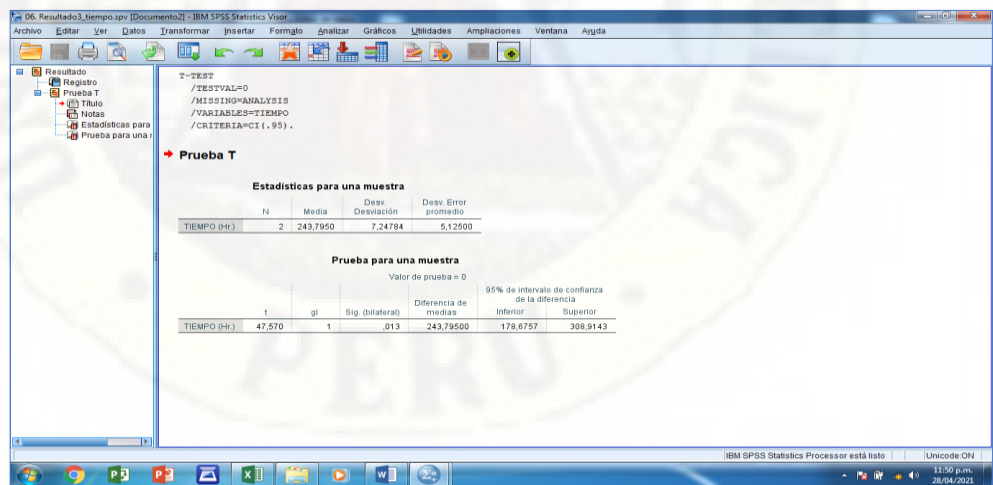 06. Resultado3_tiempo.spv [Documento2] - IBM SPSS Statistics Visor
Archivo Editar Ver Datos Transformar Insertar Formato Analizar Gráficos Utilidades Ampliaciones Ventana Ayuda
Resultado
Registro
Prueba T
Título
Notas
Estadísticas para
Prueba para una
T-TEST
/TESTVAL=0
/MISSING=ANALYSIS
/VARIABLES=TIEMPO
/CRITERIA=CI(.95).
Prueba T
Estadísticas para una muestra
N Media Desv. Desviación Desv. Error promedio
TIEMPO (Hr.) 2 243,7950 7,24784 5,12500
Prueba para una muestra
Valor de prueba = 0
95% de intervalo de confianza de la diferencia
t gl Sig. (bilateral) Diferencia de medias Inferior Superior
TIEMPO (Hr.) 47,570 1 ,013 243,79500 178,6757 308,9143
IBM SPSS Statistics Processor está listo Unicode:ON
11:50 p.m.
28/04/2021
PERU